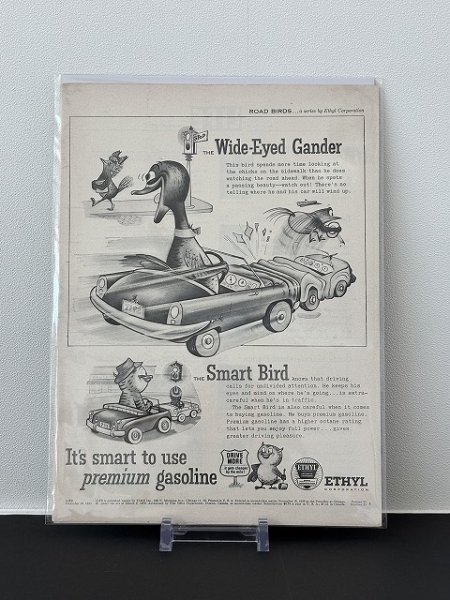 ROAD BIRDS...a series by Ethyl Corporation
STOP
THE Wide-Eyed Gander
This bird spends more time looking at
the chicks on the sidewalk than he does
watching the road ahead. When he spots
a passing beauty—watch out! There's no
telling where he and his car will wind up.
THE Smart Bird knows that driving
calls for undivided attention. He keeps his
eyes and mind on where he's going...is extra-
careful when he's in traffic.
The Smart Bird is also careful when it comes
to buying gasoline. He buys premium gasoline.
Premium gasoline has a higher octane rating
that lets you enjoy full power...gives
greater driving pleasure.
It's smart to use
premium gasoline
DRIVE
MORE
it gets cheaper
by the mile!
ETHYL
ETHYL
CORPORATION